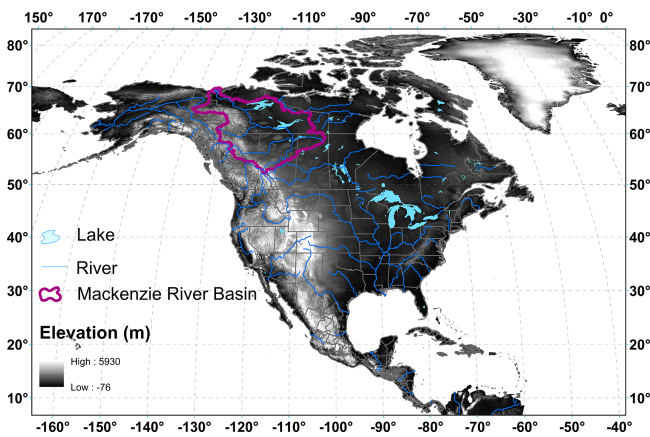 150° 170° -170° -150° -130° -110° -90° -70° -50° -30° -10° 0°
80° 80°
70° 70°
60° 60°
50° 50°
40° 40°
30° 30°
20° 20°
10° 10°
Lake
River
Mackenzie River Basin
Elevation (m)
High : 5930
Low : -76
-160° -150° -140° -130° -120° -110° -100° -90° -80° -70° -60° -50° -40°